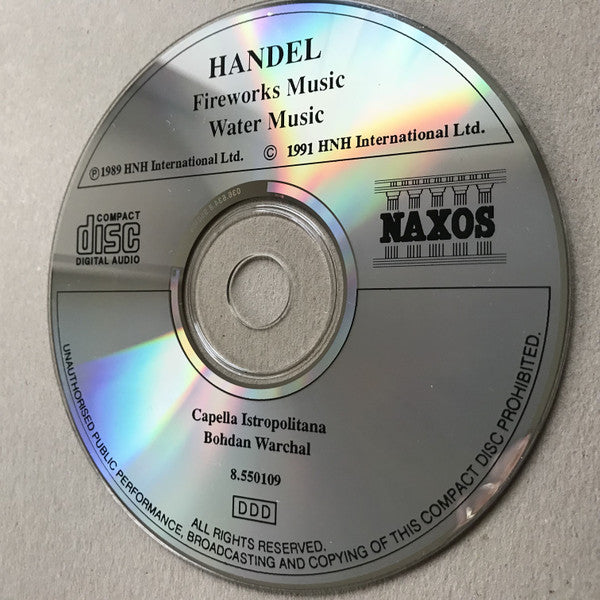 HANDEL
Fireworks Music
Water Music
℗1989 HNH International Ltd. © 1991 HNH International Ltd.
COMPACT
disc
DIGITAL AUDIO
NAXOS
Capella Istropolitana
Bohdan Warchal
8.550109
DDD
ALL RIGHTS RESERVED.
UNAUTHORISED PUBLIC PERFORMANCE, BROADCASTING AND COPYING OF THIS COMPACT DISC PROHIBITED.